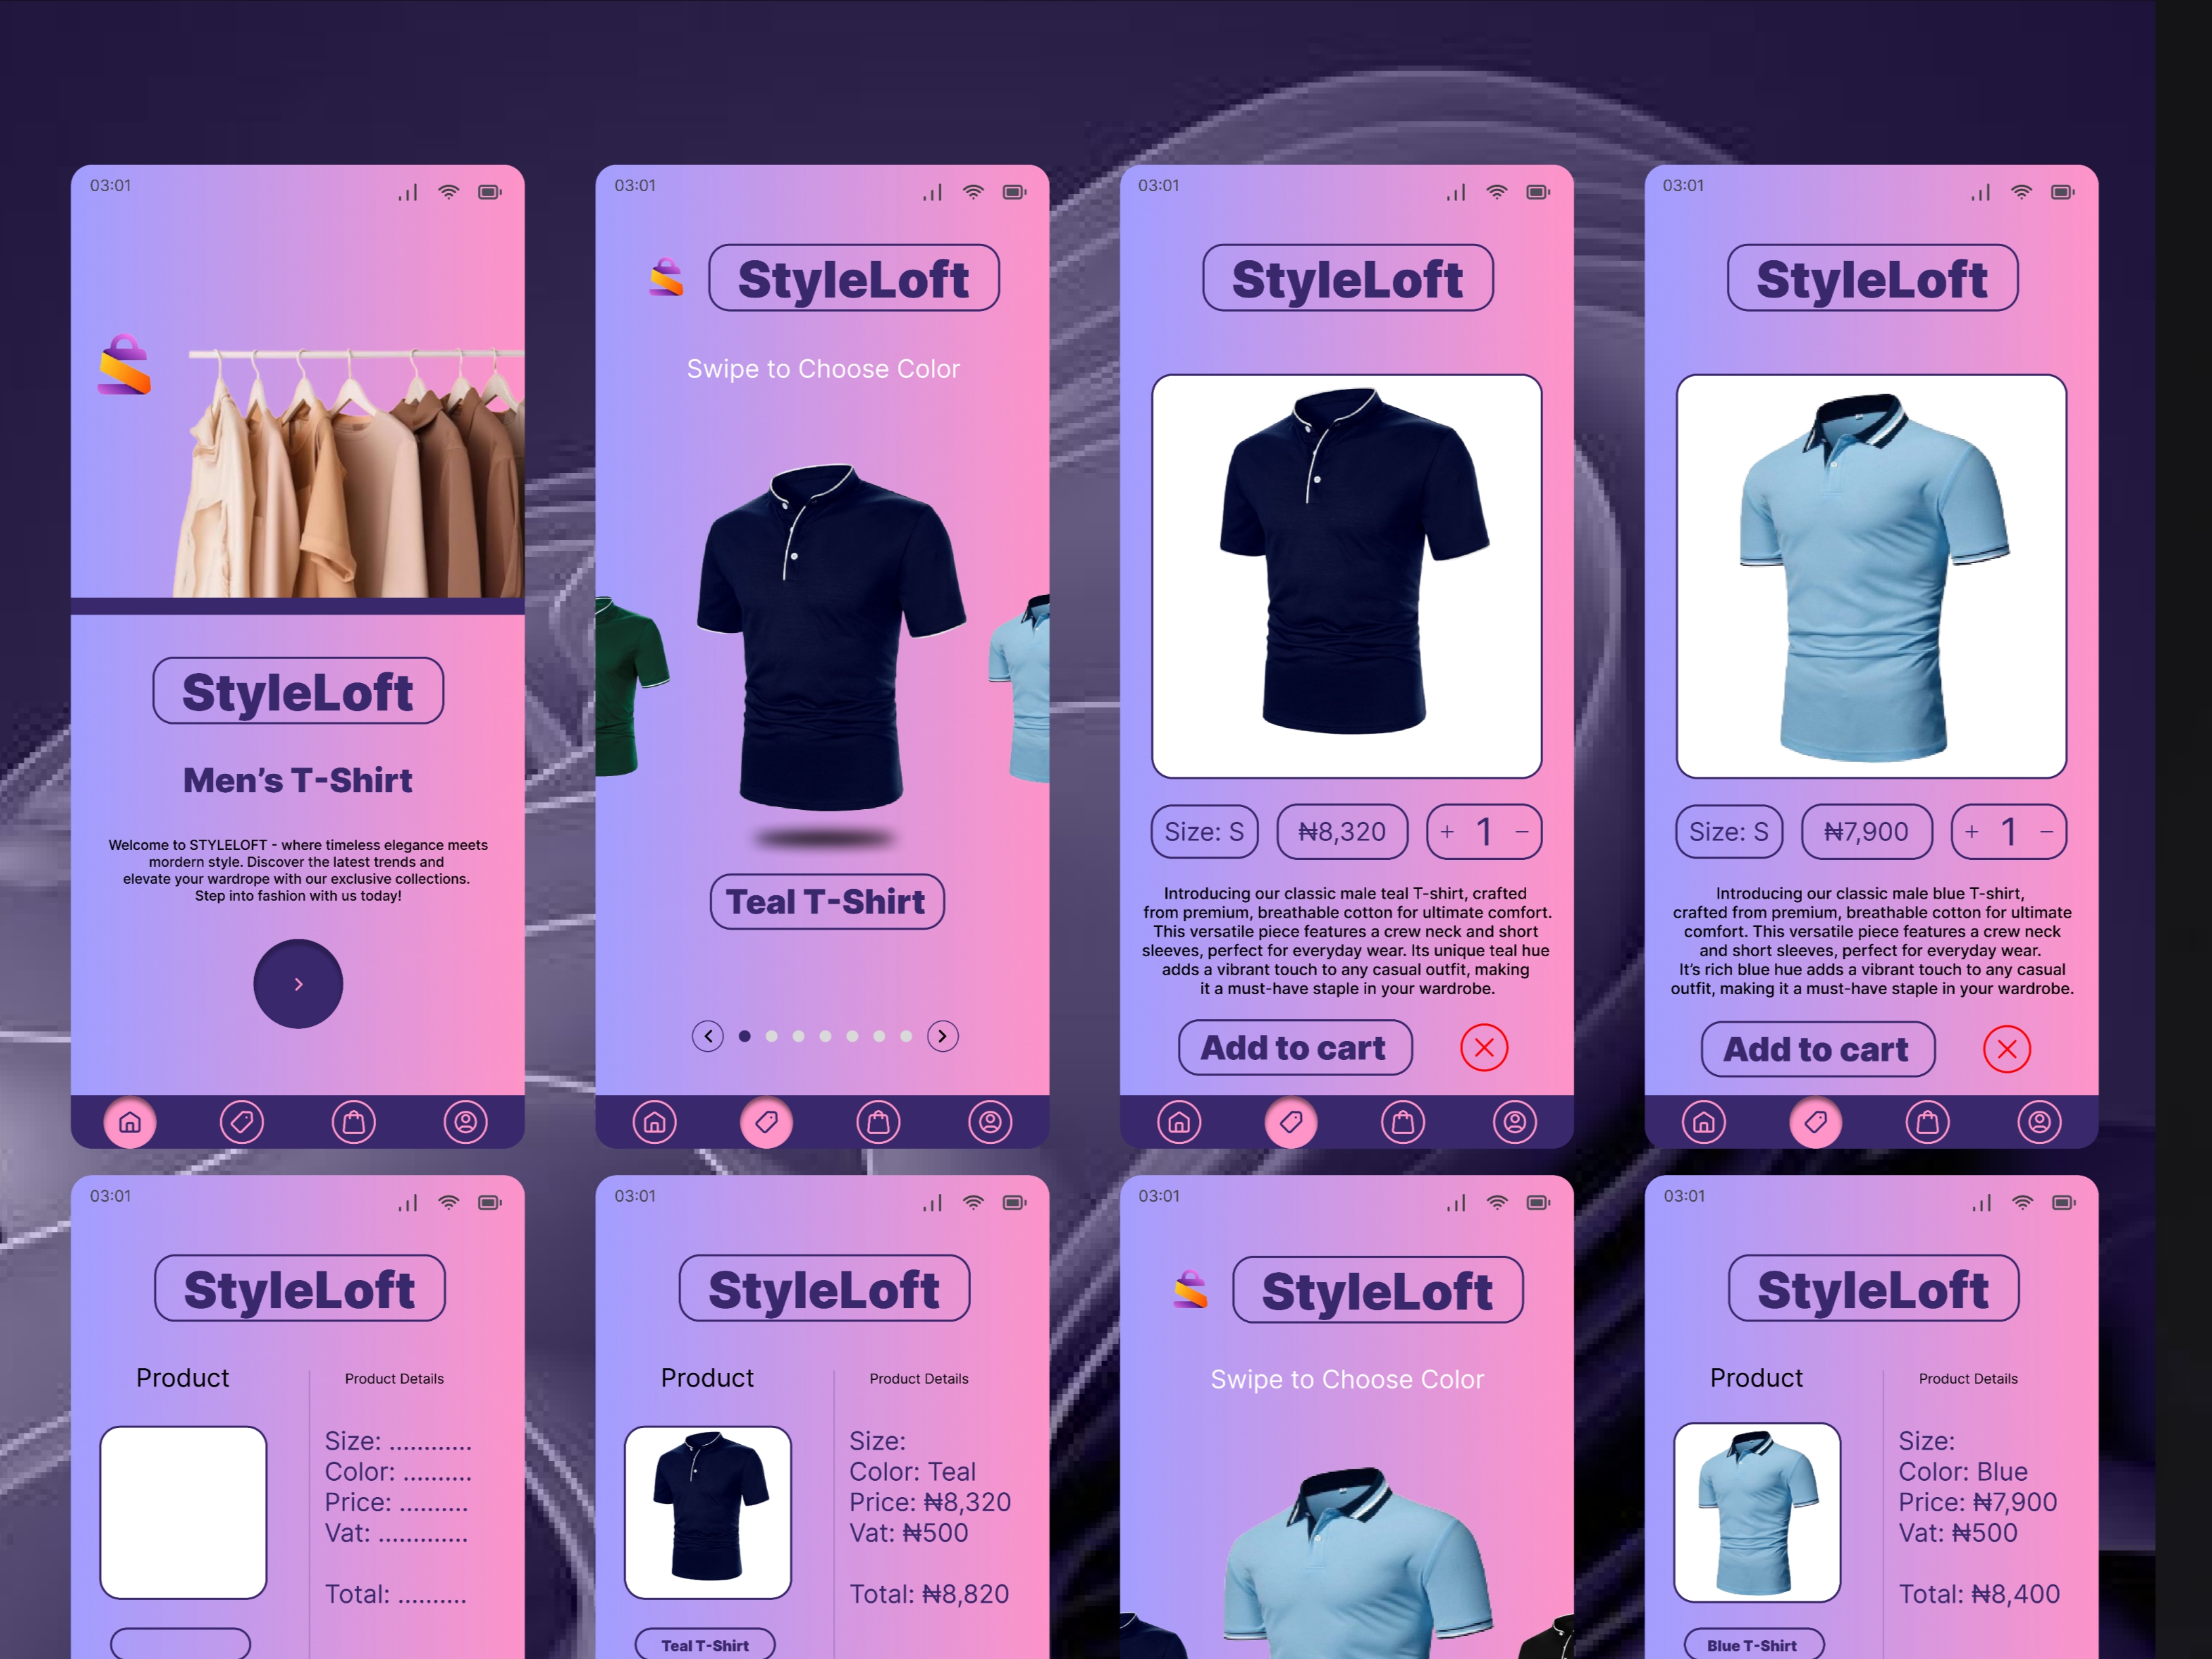 03:01
StyleLoft
Men's T-Shirt
Welcome to STYLELOFT - where timeless elegance meets
mordern style. Discover the latest trends and
elevate your wardrope with our exclusive collections.
Step into fashion with us today!
03:01
StyleLoft
Swipe to Choose Color
Teal T-Shirt
03:01
StyleLoft
Size: S
₦8,320
+ 1 −
Introducing our classic male teal T-shirt, crafted
from premium, breathable cotton for ultimate comfort.
This versatile piece features a crew neck and short
sleeves, perfect for everyday wear. Its unique teal hue
adds a vibrant touch to any casual outfit, making
it a must-have staple in your wardrobe.
Add to cart
03:01
StyleLoft
Size: S
₦7,900
+ 1 −
Introducing our classic male blue T-shirt,
crafted from premium, breathable cotton for ultimate
comfort. This versatile piece features a crew neck
and short sleeves, perfect for everyday wear.
It's rich blue hue adds a vibrant touch to any casual
outfit, making it a must-have staple in your wardrobe.
Add to cart
03:01
StyleLoft
Product
Product Details
Size: ............
Color: ..........
Price: ..........
Vat: .............
Total: ..........
03:01
StyleLoft
Product
Product Details
Size:
Color: Teal
Price: ₦8,320
Vat: ₦500
Total: ₦8,820
Teal T-Shirt
03:01
StyleLoft
Swipe to Choose Color
03:01
StyleLoft
Product
Product Details
Size:
Color: Blue
Price: ₦7,900
Vat: ₦500
Total: ₦8,400
Blue T-Shirt